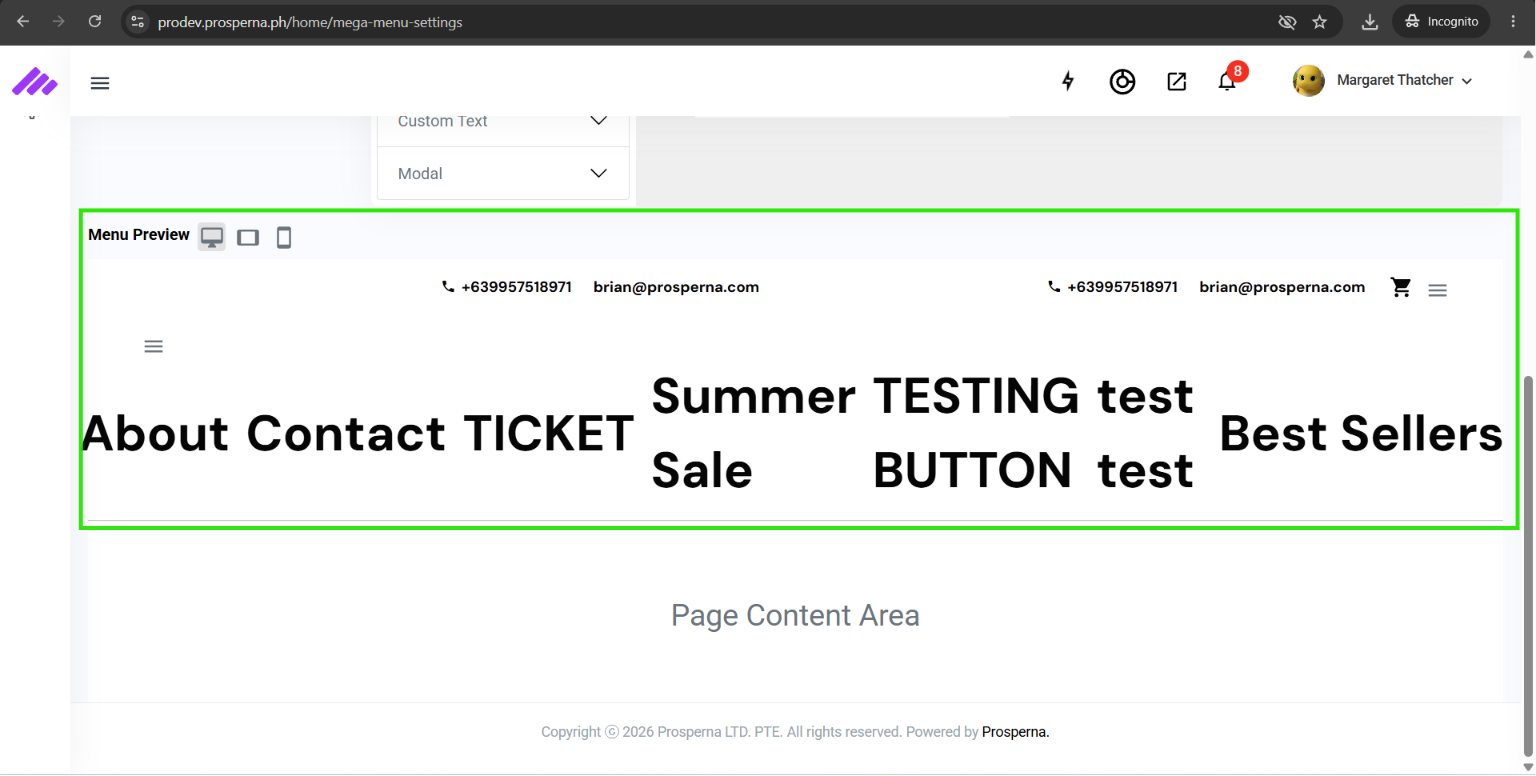 prodev.prosperna.ph/home/mega-menu-settings
Incognito
8
Margaret Thatcher
Custom Text
Modal
Menu Preview
+639957518971 brian@prosperna.com
+639957518971 brian@prosperna.com
About Contact TICKET
Summer
Sale
TESTING
BUTTON
test
test
Best Sellers
Page Content Area
Copyright © 2026 Prosperna LTD. PTE. All rights reserved. Powered by Prosperna.